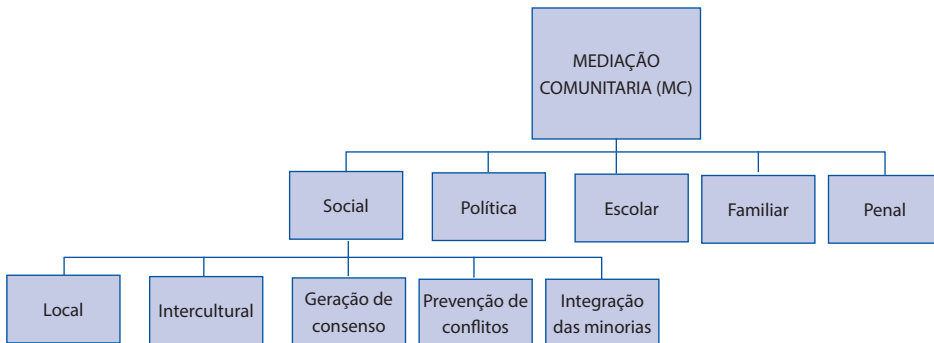 MEDIAÇÃO
COMUNITARIA (MC)
Social
Política
Escolar
Familiar
Penal
Local
Intercultural
Geração de
consenso
Prevenção de
conflitos
Integração
das minorias